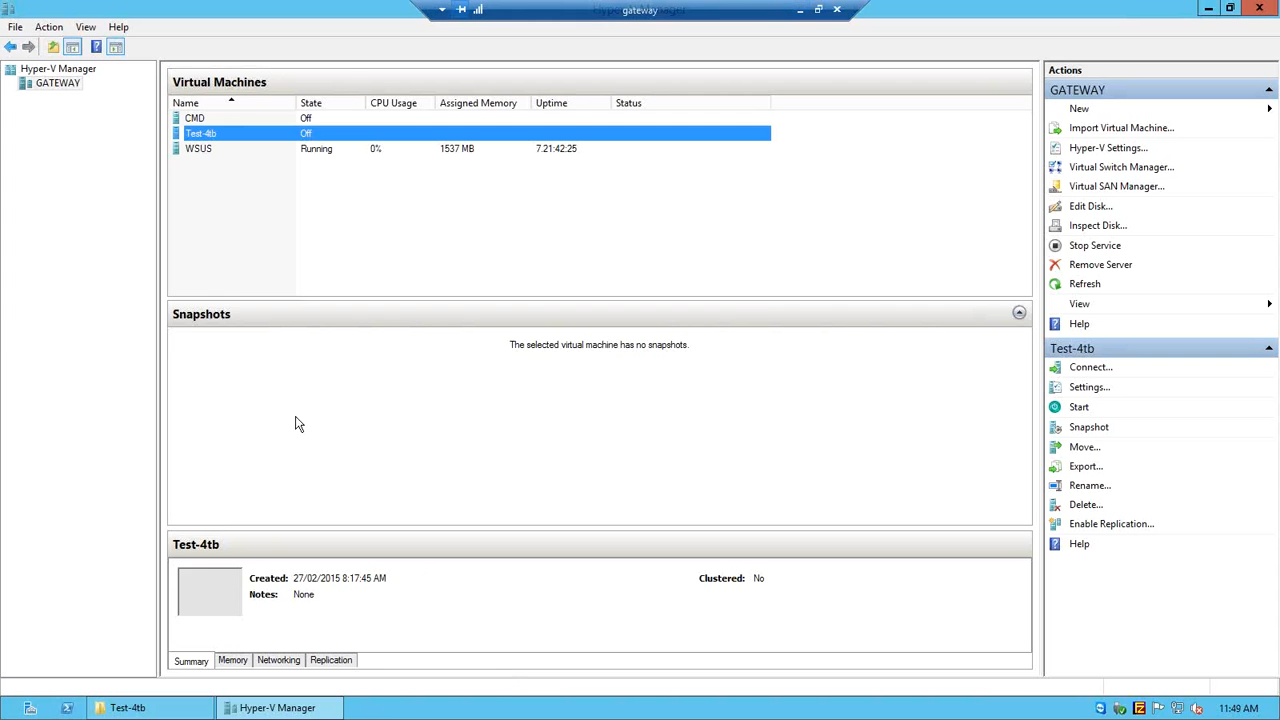 gateway
File Action View Help
Hyper-V Manager
GATEWAY
Virtual Machines
Name State CPU Usage Assigned Memory Uptime Status
CMD Off
Test-4tb Off
WSUS Running 0% 1537 MB 7.21:42:25
Snapshots
The selected virtual machine has no snapshots.
Test-4tb
Created: 27/02/2015 8:17:45 AM Clustered: No
Notes: None
Summary Memory Networking Replication
Actions
GATEWAY
New
Import Virtual Machine...
Hyper-V Settings...
Virtual Switch Manager...
Virtual SAN Manager...
Edit Disk...
Inspect Disk...
Stop Service
Remove Server
Refresh
View
Help
Test-4tb
Connect...
Settings...
Start
Snapshot
Move...
Export...
Rename...
Delete...
Enable Replication...
Help
Test-4tb Hyper-V Manager 11:49 AM